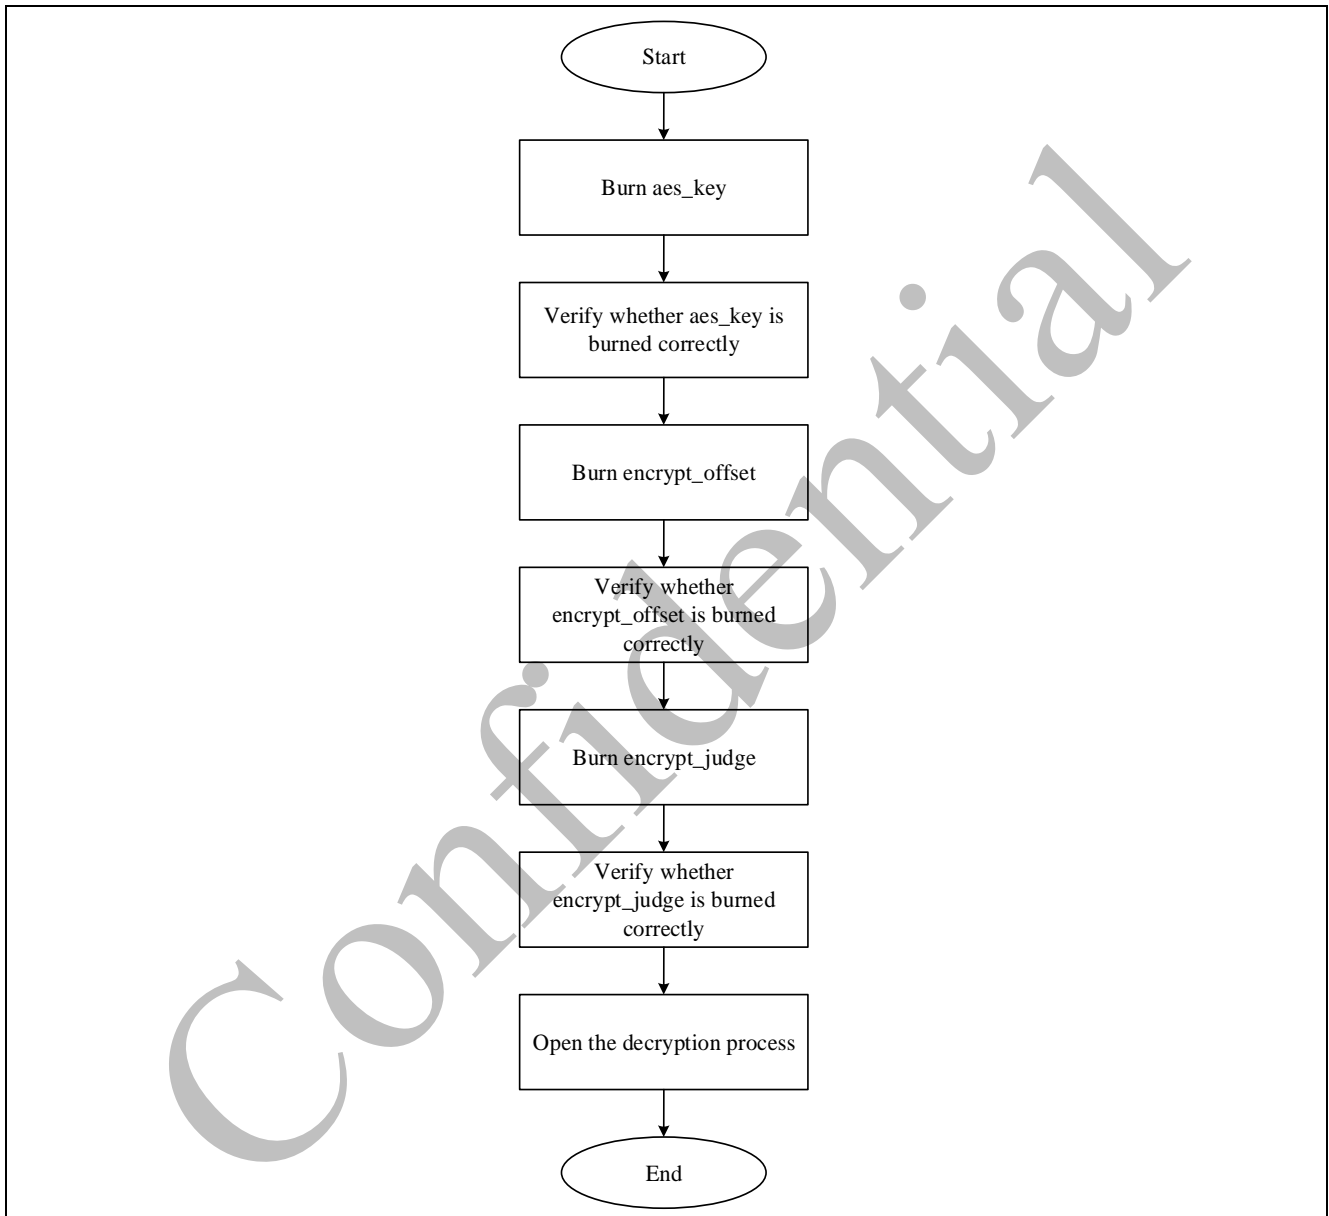 Start
Burn aes_key
Verify whether aes_key is
burned correctly
Burn encrypt_offset
Verify whether
encrypt_offset is burned
correctly
Burn encrypt_judge
Verify whether
encrypt_judge is burned
correctly
Open the decryption process
End
Confidential